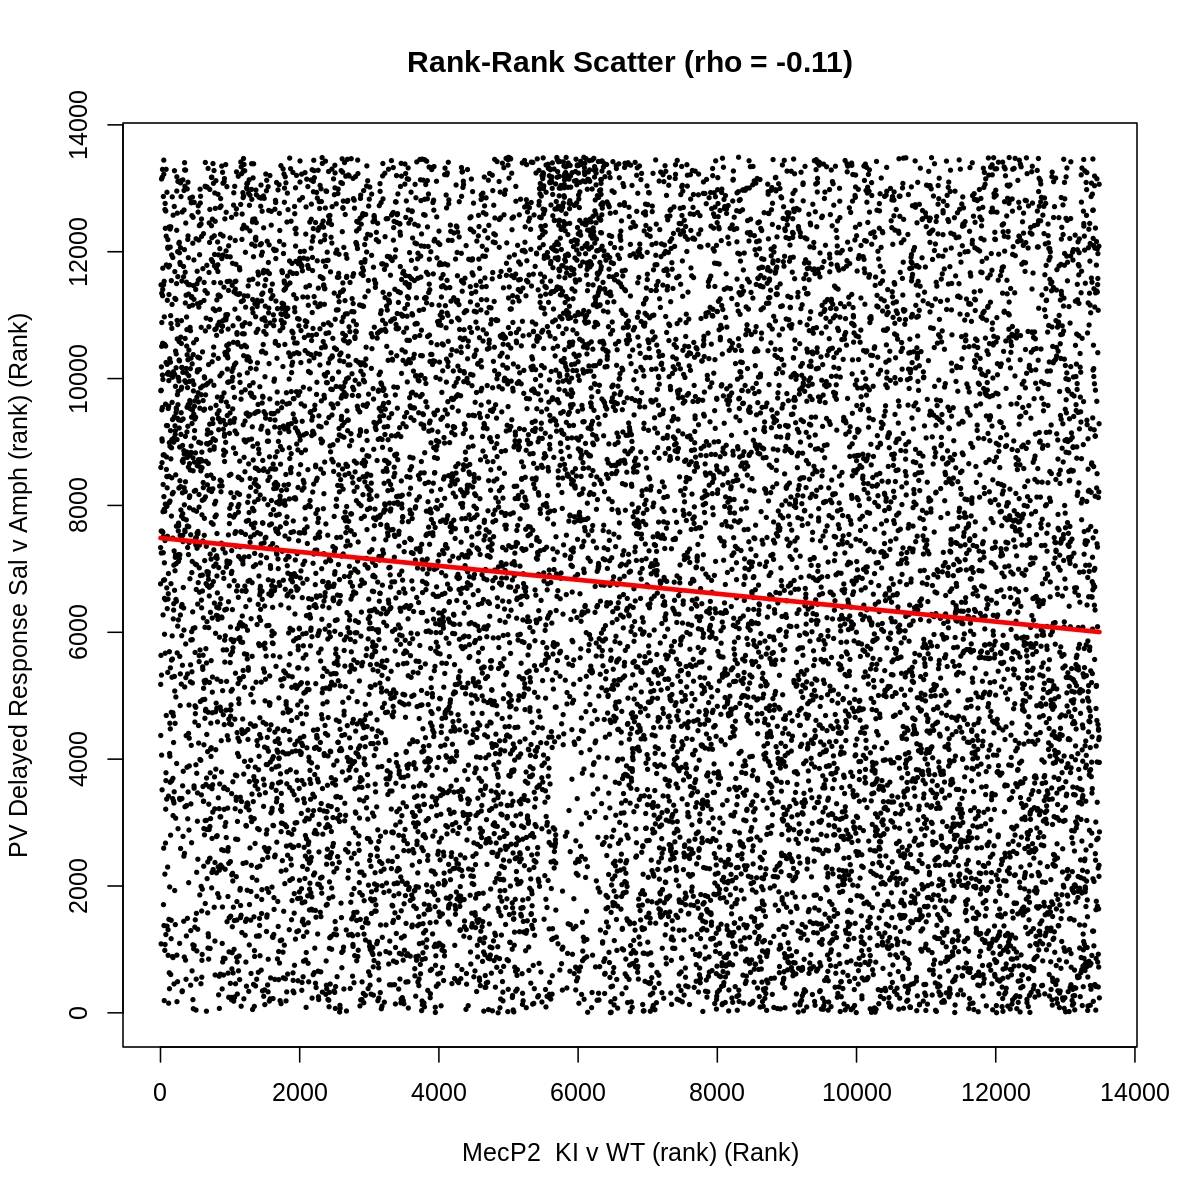 Rank-Rank Scatter (rho = -0.11)
14000
12000
10000
8000
6000
4000
2000
0
PV Delayed Response Sal v Amph (rank) (Rank)
0 2000 4000 6000 8000 10000 12000 14000
MecP2  KI v WT (rank) (Rank)